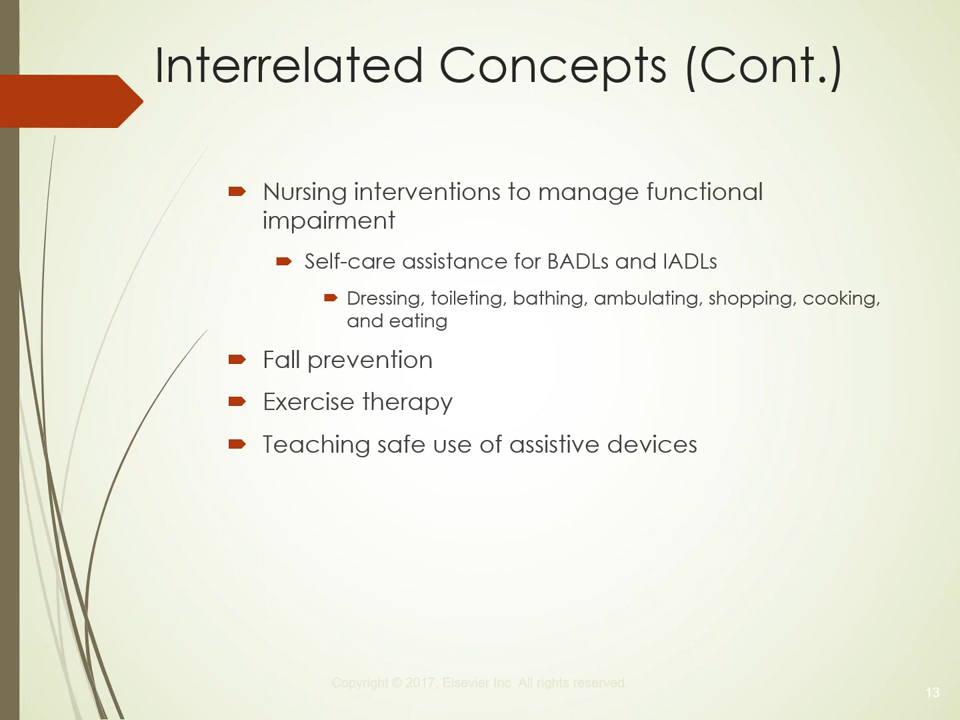 Interrelated Concepts (Cont.)
Nursing interventions to manage functional
impairment
Self-care assistance for BADLs and IADLs
Dressing, toileting, bathing, ambulating, shopping, cooking,
and eating
Fall prevention
Exercise therapy
Teaching safe use of assistive devices
Copyright © 2017, Elsevier Inc. All rights reserved.
13